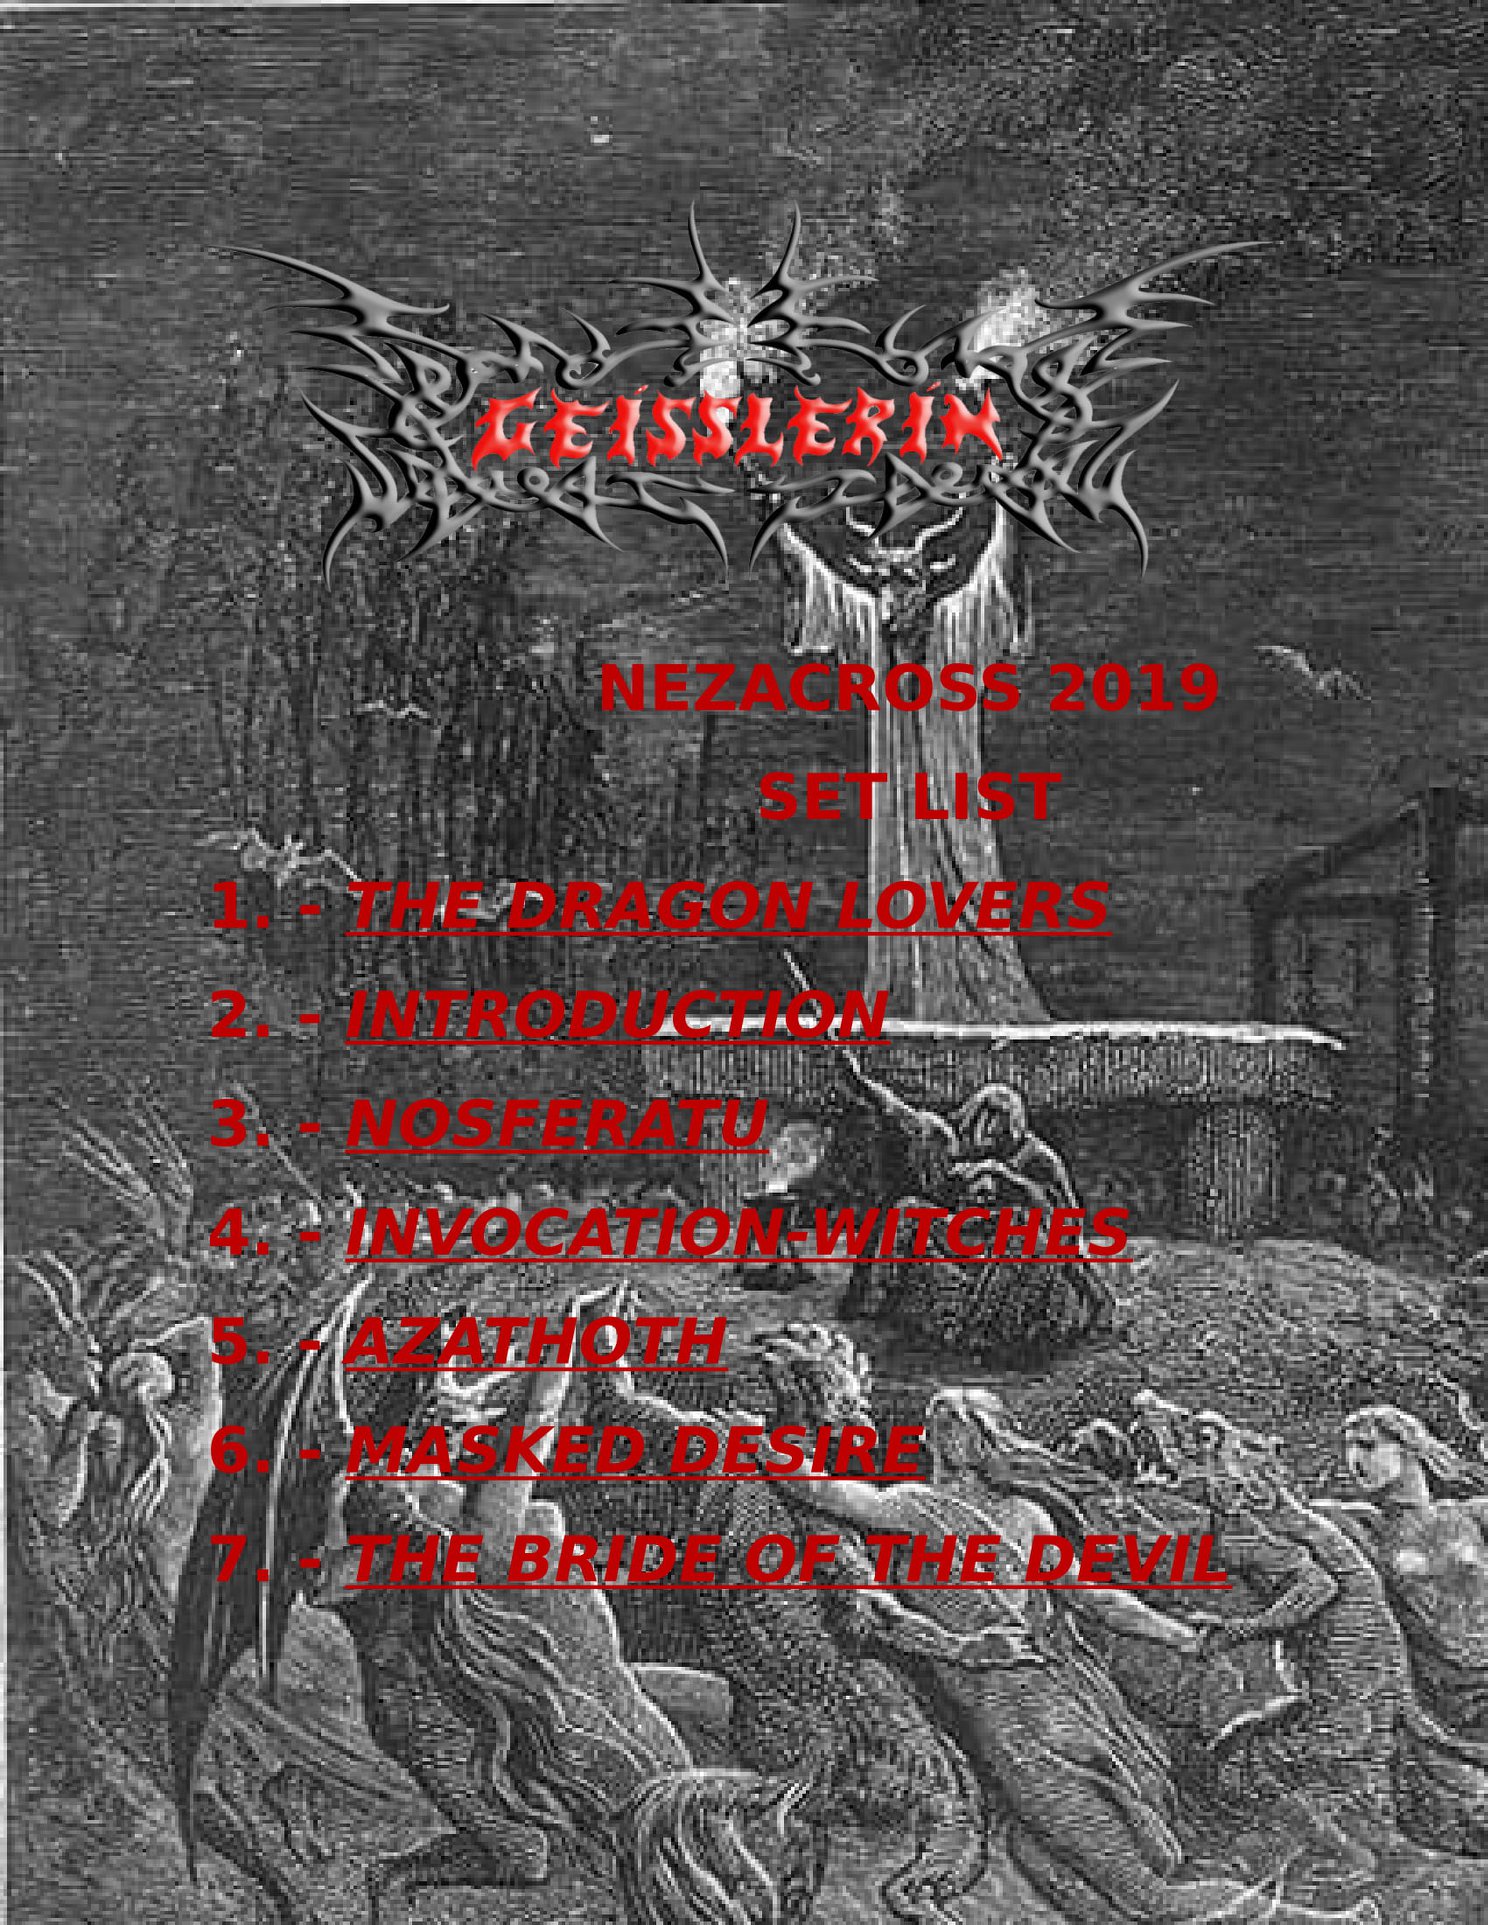 GEÍSSLERÍN
NEZACROSS 2019
SET LIST
1. - THE DRAGON LOVERS
2. - INTRODUCTION
3. - NOSFERATU
4. - INVOCATION-WITCHES
5. - AZATHOTH
6. - MASKED DESIRE
7. - THE BRIDE OF THE DEVIL